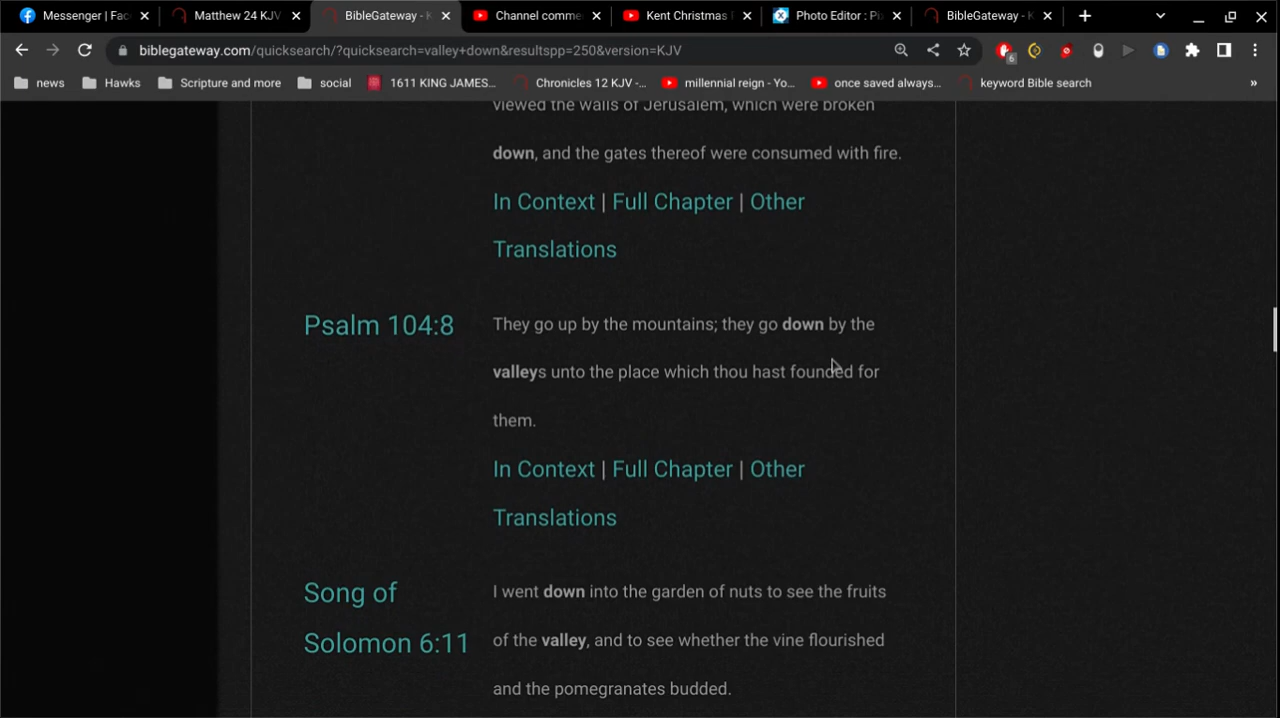 Messenger | Fac
Matthew 24 KJV
BibleGateway - K
Channel comme
Kent Christmas P
Photo Editor : Pi
BibleGateway - K
biblegateway.com/quicksearch/?quicksearch=valley+down&resultspp=250&version=KJV
6
news
Hawks
Scripture and more
social
1611 KING JAMES...
Chronicles 12 KJV -...
millennial reign - Yo...
once saved always...
keyword Bible search
»
viewed the walls of Jerusalem, which were broken
down, and the gates thereof were consumed with fire.
In Context | Full Chapter | Other
Translations
Psalm 104:8
They go up by the mountains; they go down by the
valleys unto the place which thou hast founded for
them.
In Context | Full Chapter | Other
Translations
Song of
Solomon 6:11
I went down into the garden of nuts to see the fruits
of the valley, and to see whether the vine flourished
and the pomegranates budded.